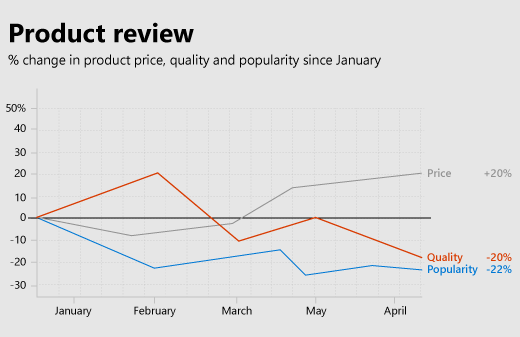 Product review
% change in product price, quality and popularity since January
50%
40
30
20
10
0
-10
-20
-30
Price +20%
Quality -20%
Popularity -22%
January February March May April